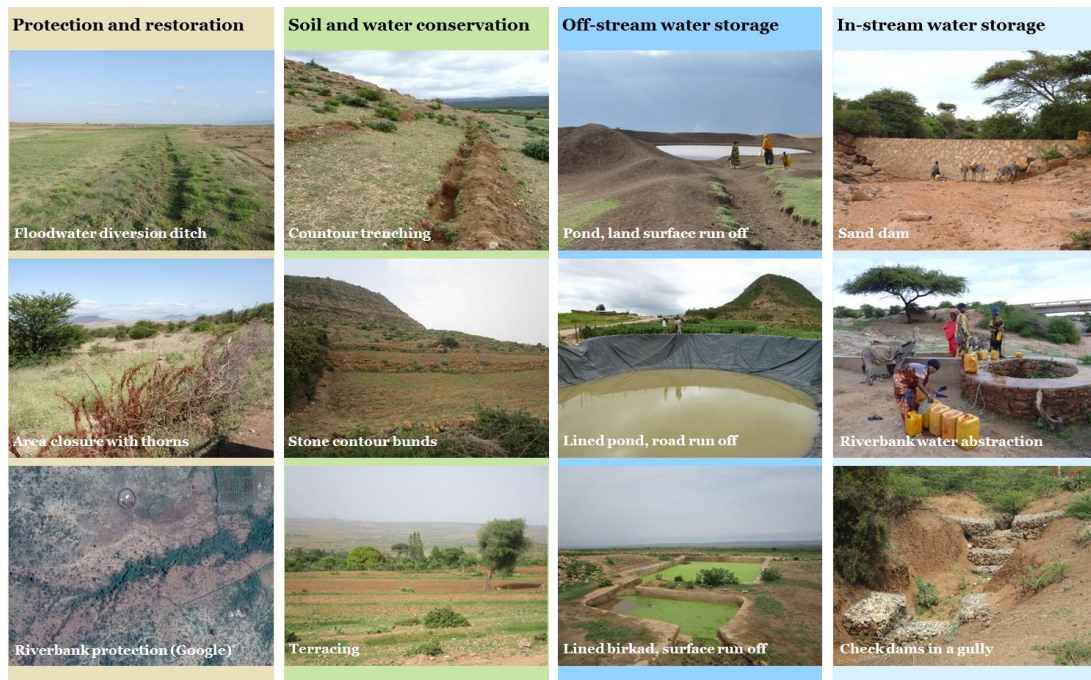 Protection and restoration
Soil and water conservation
Off-stream water storage
In-stream water storage
Floodwater diversion ditch
Countour trenching
Pond, land surface run off
Sand dam
Area closure with thorns
Stone contour bunds
Lined pond, road run off
Riverbank water abstraction
Riverbank protection (Google)
Terracing
Lined birkad, surface run off
Check dams in a gully